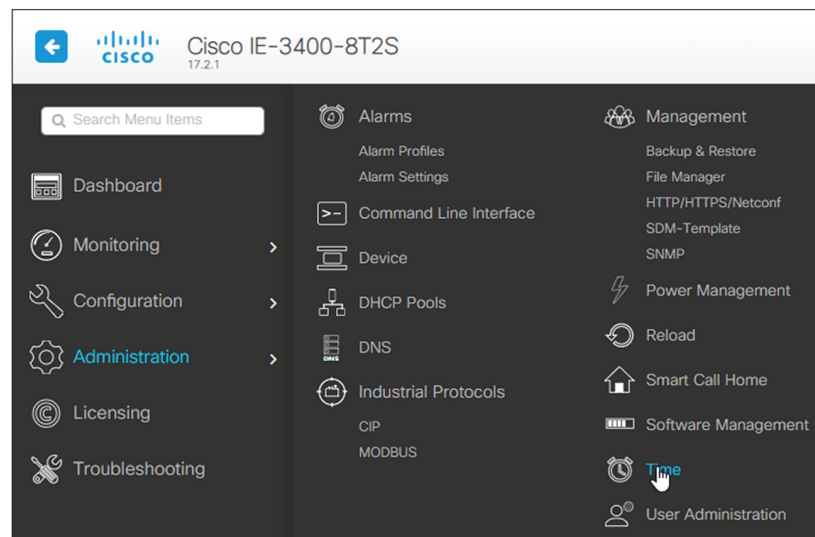 CISCO
Cisco IE-3400-8T2S
17.2.1
Search Menu Items
Dashboard
Monitoring
Configuration
Administration
Licensing
Troubleshooting
Alarms
Alarm Profiles
Alarm Settings
Command Line Interface
Device
DHCP Pools
DNS
DNS
Industrial Protocols
CIP
MODBUS
Management
Backup & Restore
File Manager
HTTP/HTTPS/Netconf
SDM-Template
SNMP
Power Management
Reload
Smart Call Home
Software Management
Time
User Administration